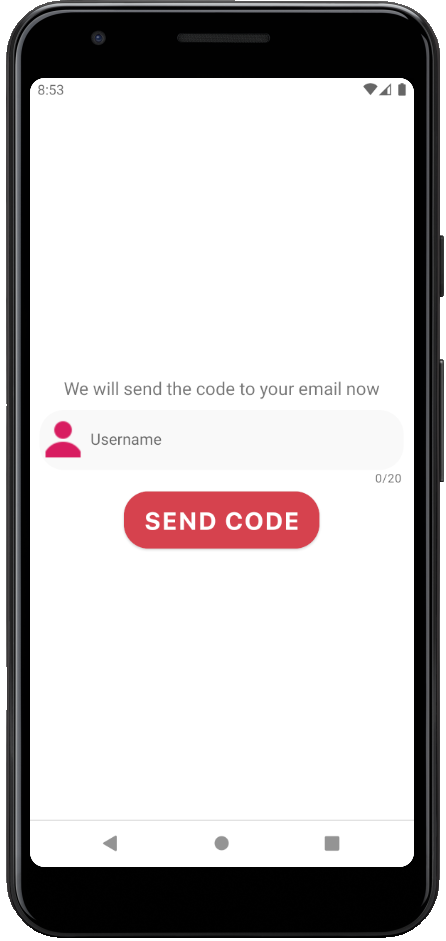 8:53
We will send the code to your email now
Username
0/20
SEND CODE